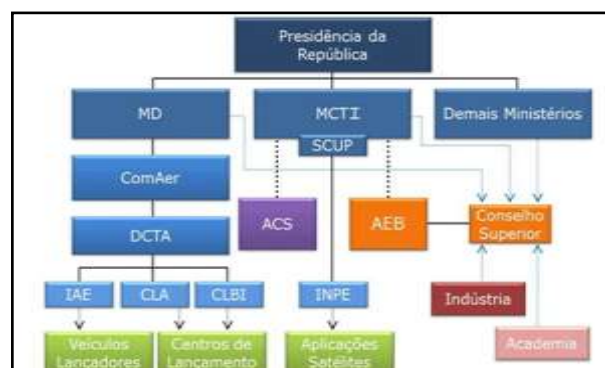 Presidência da
República
MD
MCTI
Demais Ministérios
SCUP
ComAer
ACS
AEB
Conselho
Superior
DCTA
IAE
CLA
CLBI
INPE
Indústria
Veículos
Lançadores
Centros de
Lançamento
Aplicações
Satélites
Academia